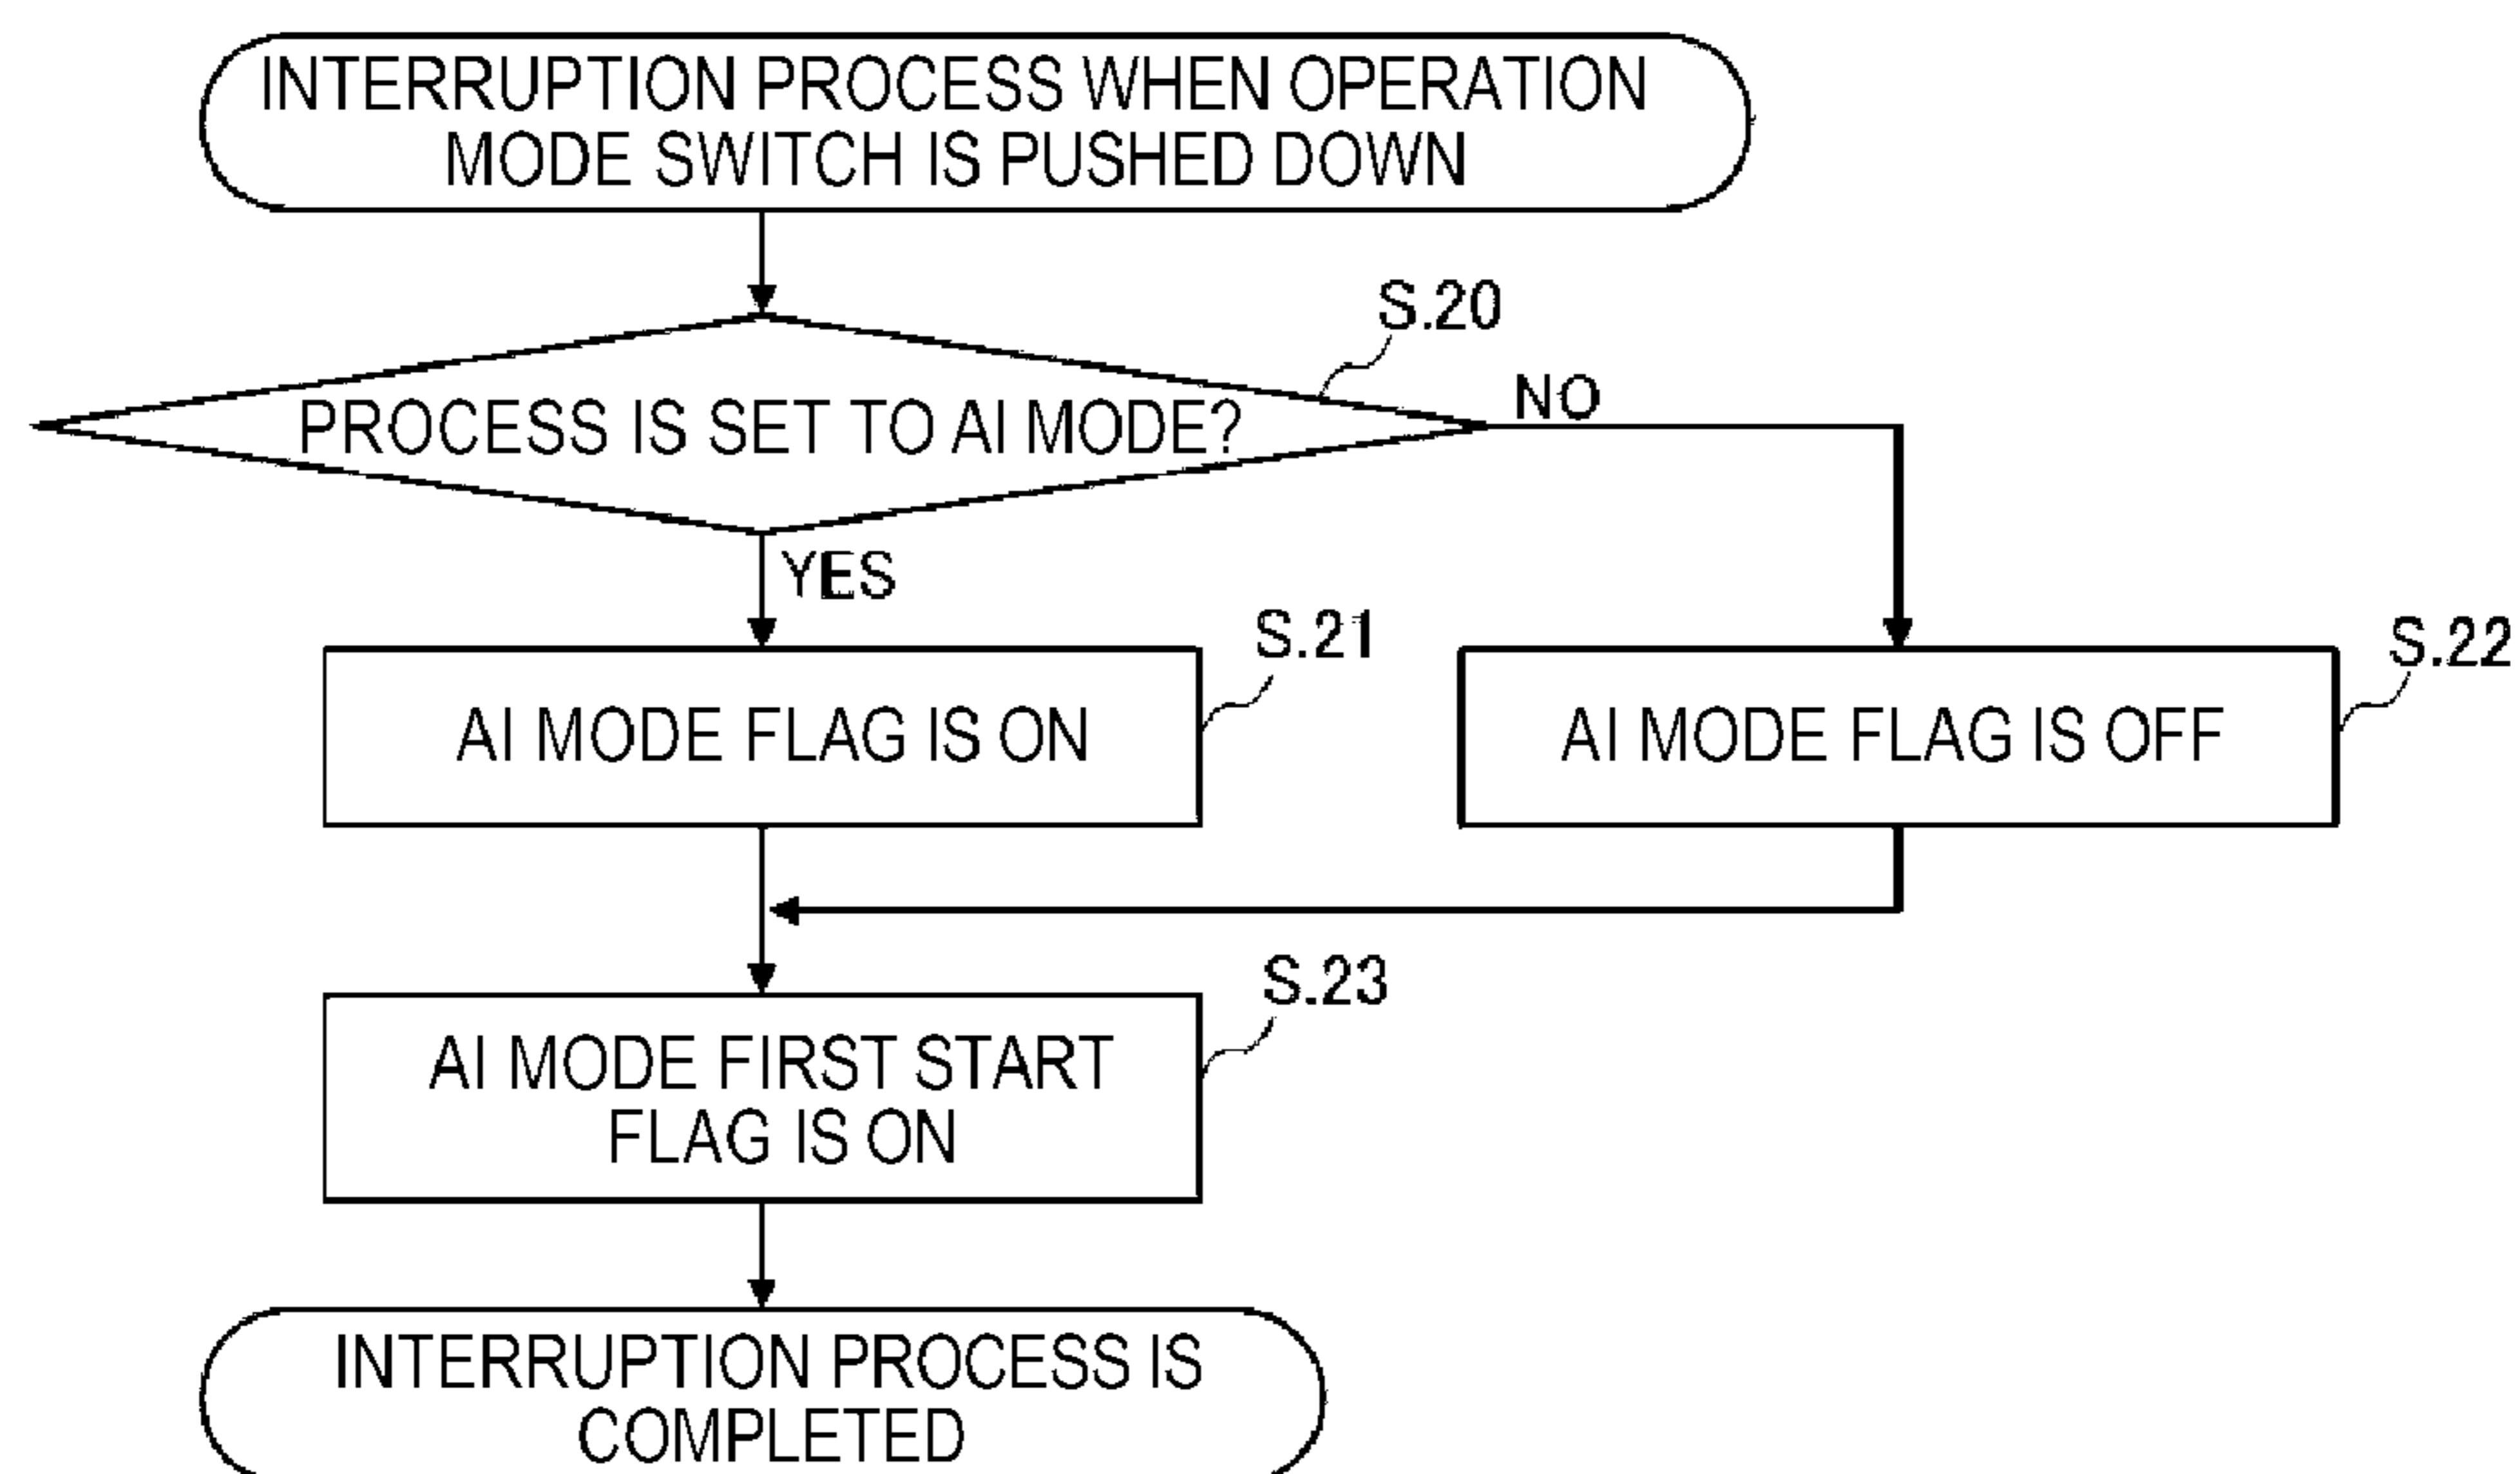 INTERRUPTION PROCESS WHEN OPERATION
MODE SWITCH IS PUSHED DOWN
S.20
PROCESS IS SET TO AI MODE?
NO
YES
S.21
AI MODE FLAG IS ON
S.22
AI MODE FLAG IS OFF
S.23
AI MODE FIRST START
FLAG IS ON
INTERRUPTION PROCESS IS
COMPLETED